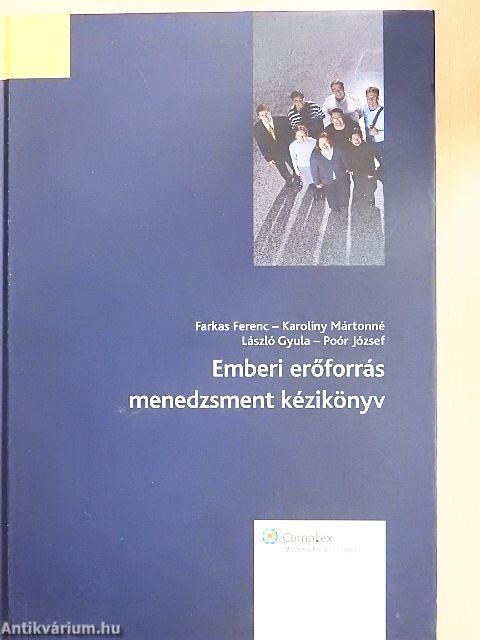 Farkas Ferenc – Karoliny Mártonné
László Gyula – Poór József
Emberi erőforrás
menedzsment kézikönyv
Complex
Antikvárium.hu